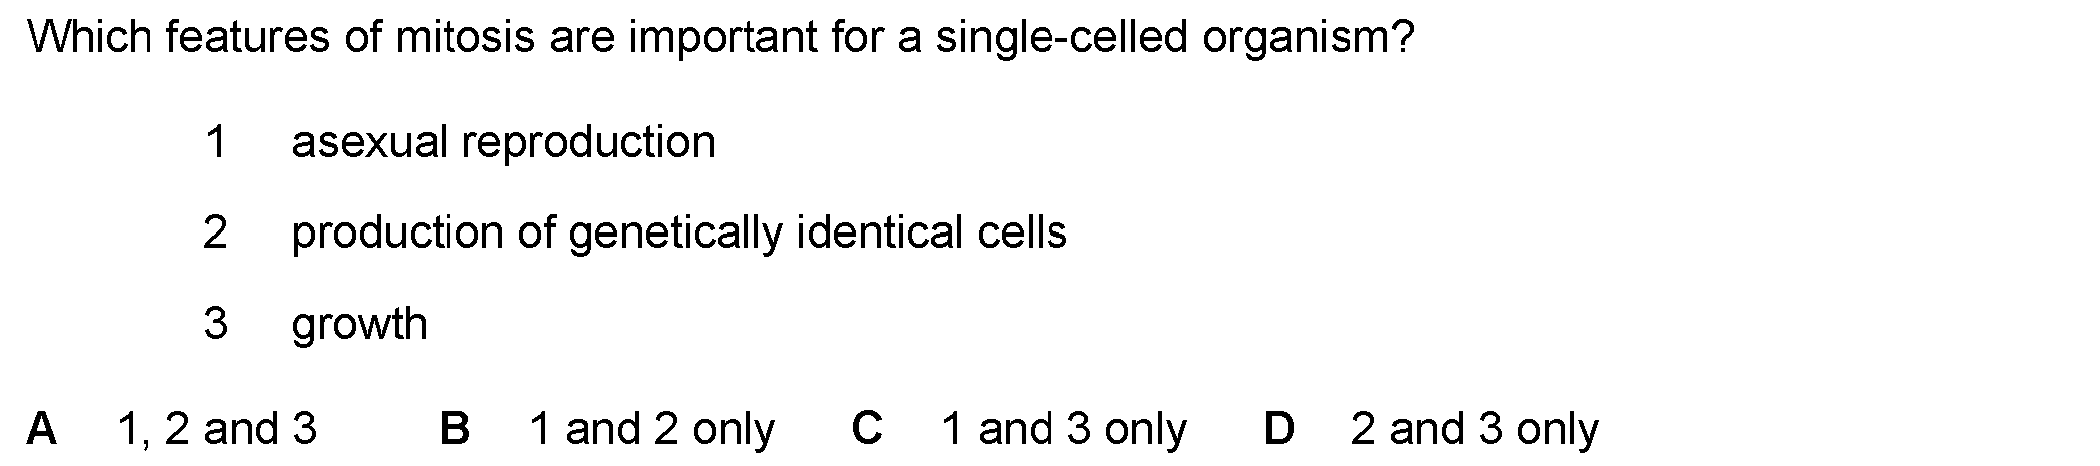 Which features of mitosis are important for a single-celled organism?
1 asexual reproduction
2 production of genetically identical cells
3 growth
A 1, 2 and 3 B 1 and 2 only C 1 and 3 only D 2 and 3 only